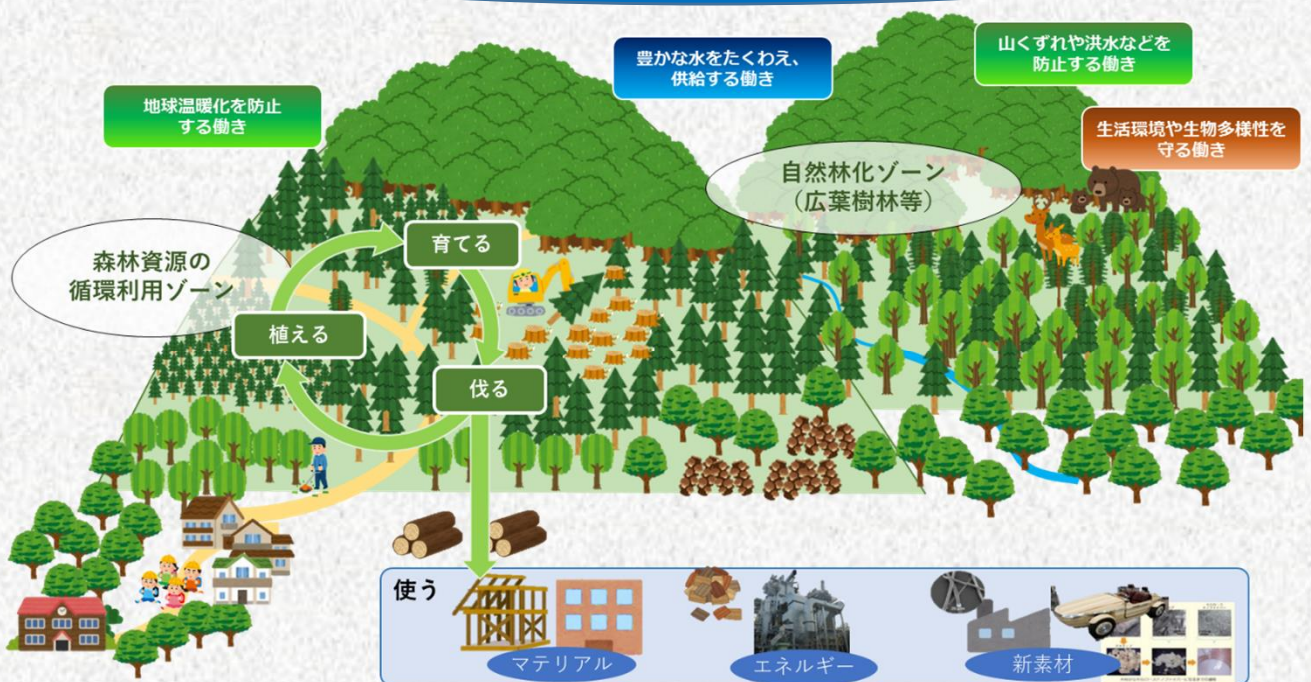 豊かな水をたくわえ、
供給する働き
山くずれや洪水などを
防止する働き
地球温暖化を防止
する働き
生活環境や生物多様性を
守る働き
自然林化ゾーン
（広葉樹林等）
森林資源の
循環利用ゾーン
育てる
植える
伐る
使う
マテリアル
エネルギー
新素材